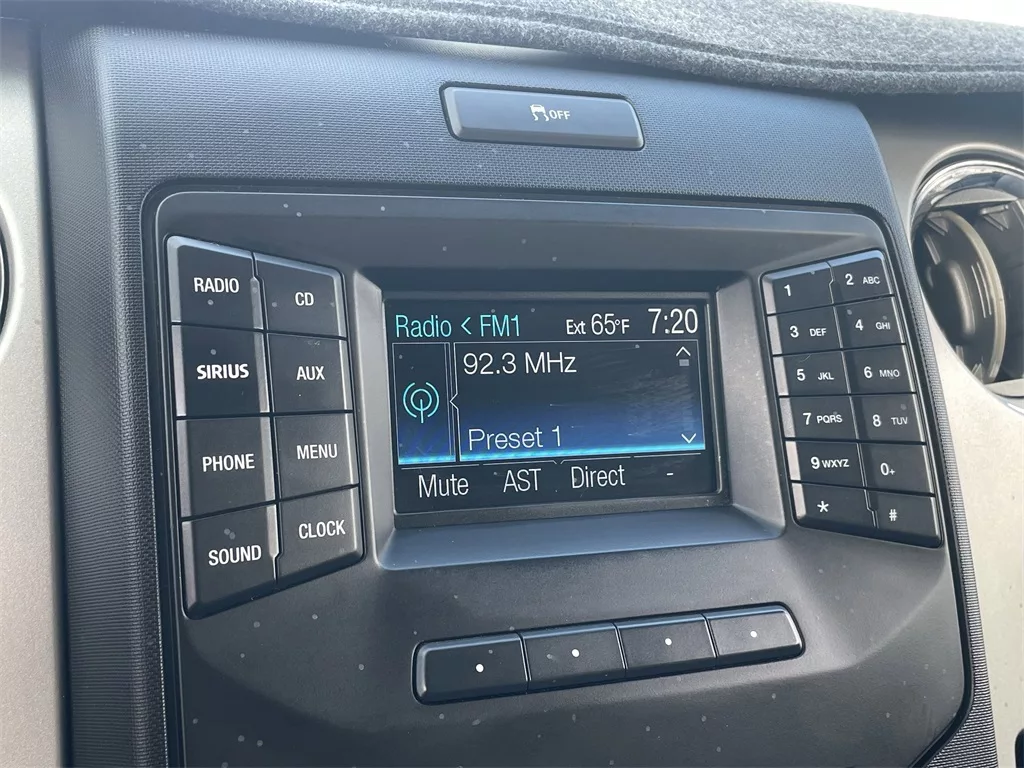 OFF
RADIO
CD
SIRIUS
AUX
PHONE
MENU
SOUND
CLOCK
Radio < FM1 Ext 65°F 7:20
92.3 MHz
Preset 1
Mute AST Direct -
1
2 ABC
3 DEF
4 GHI
5 JKL
6 MNO
7 PQRS
8 TUV
9 WXYZ
0+
*
#